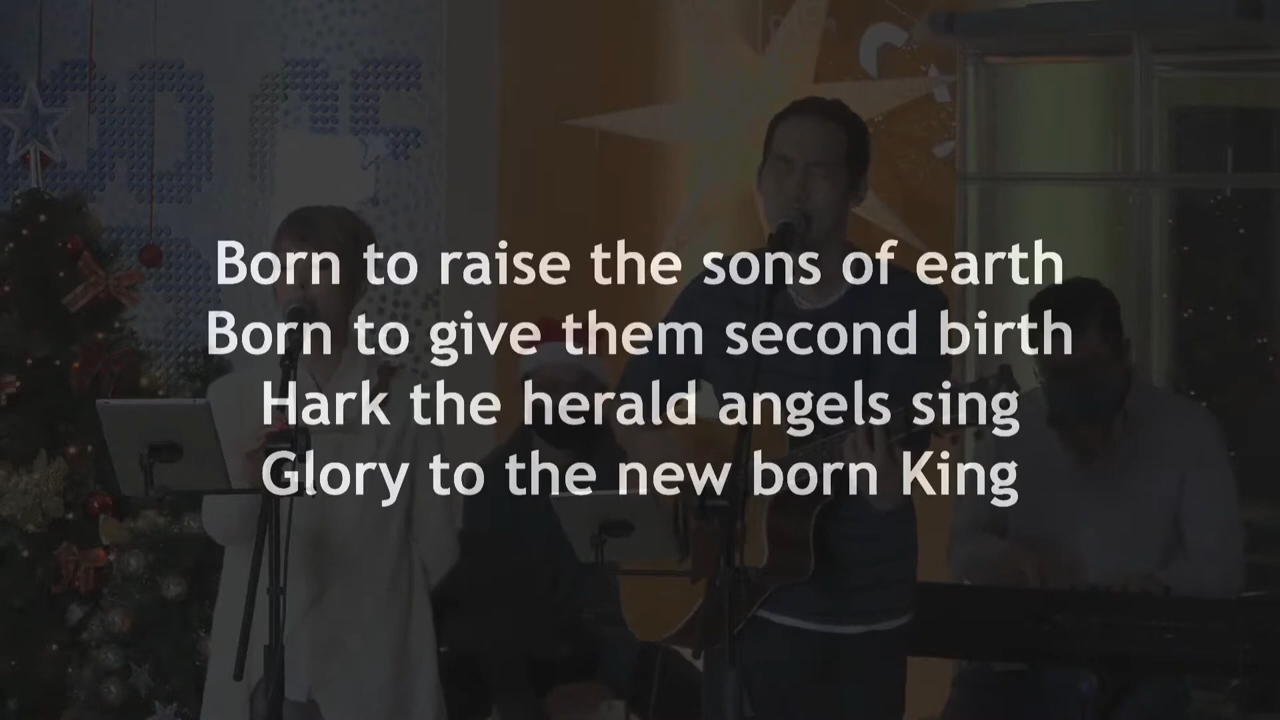 Born to raise the sons of earth
Born to give them second birth
Hark the herald angels sing
Glory to the new born King